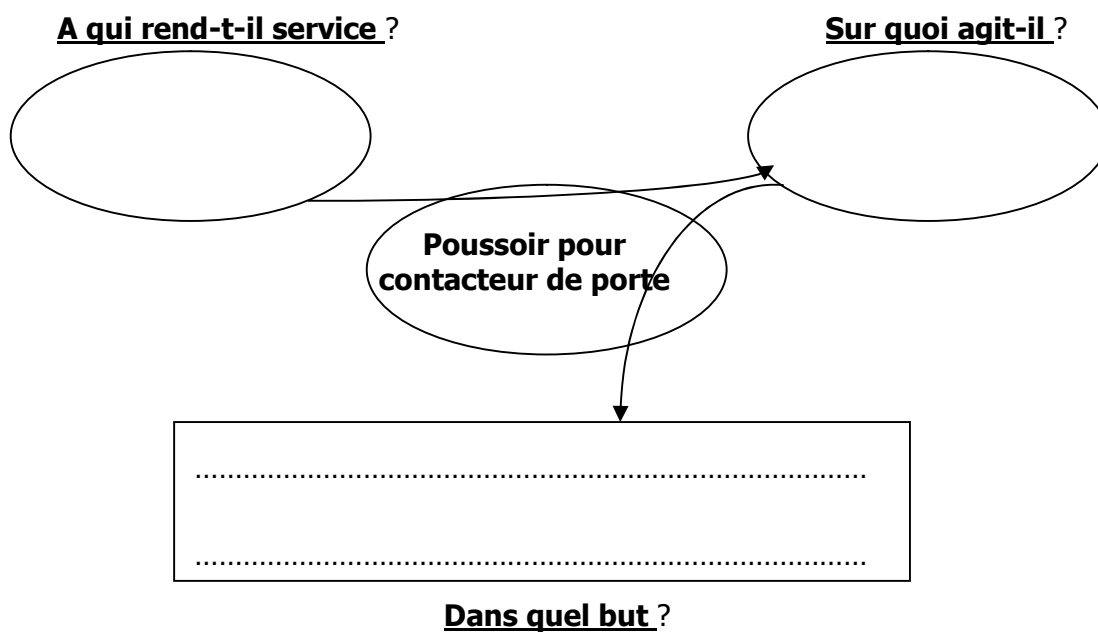 A qui rend-t-il service ?
Sur quoi agit-il ?
Poussoir pour
contacteur de porte
...................................................................................
...................................................................................
Dans quel but ?